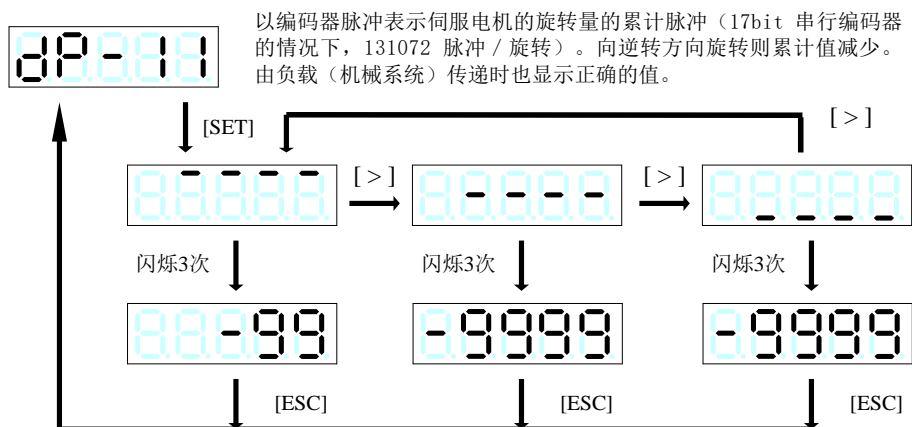 以编码器脉冲表示伺服电机的旋转量的累计脉冲（17bit 串行编码器
的情况下，131072 脉冲／旋转）。向逆转方向旋转则累计值减少。
由负载（机械系统）传递时也显示正确的值。
dP-11
[SET]
[＞]
----
[＞]
----
[＞]
----
闪烁3次
闪烁3次
闪烁3次
-99
-9999
-9999
[ESC]
[ESC]
[ESC]